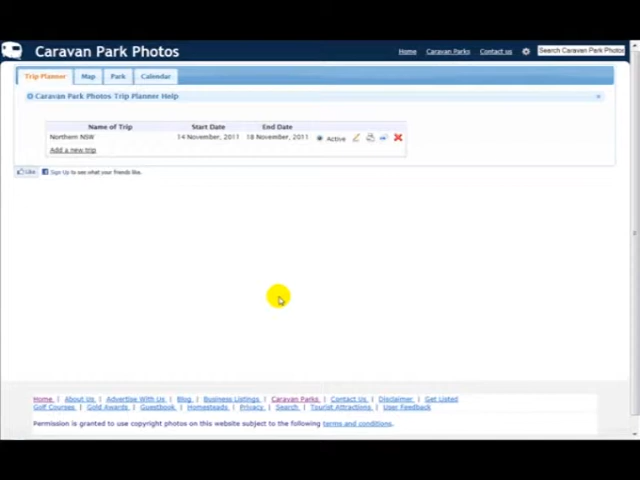 Caravan Park Photos
Home Caravan Parks Contact us Search Caravan Park Photos
Trip Planner Map Park Calendar
Caravan Park Photos Trip Planner Help
Name of Trip Start Date End Date
Northern NSW 14 November, 2011 18 November, 2011 Active
Add a new trip
Like Sign Up to see what your friends like.
Home | About Us | Advertise With Us | Blog | Business Listings | Caravan Parks | Contact Us | Disclaimer | Get Listed
Golf Courses | Gold Awards | Guestbook | Homesteads | Privacy | Search | Tourist Attractions | User Feedback
Permission is granted to use copyright photos on this website subject to the following terms and conditions.